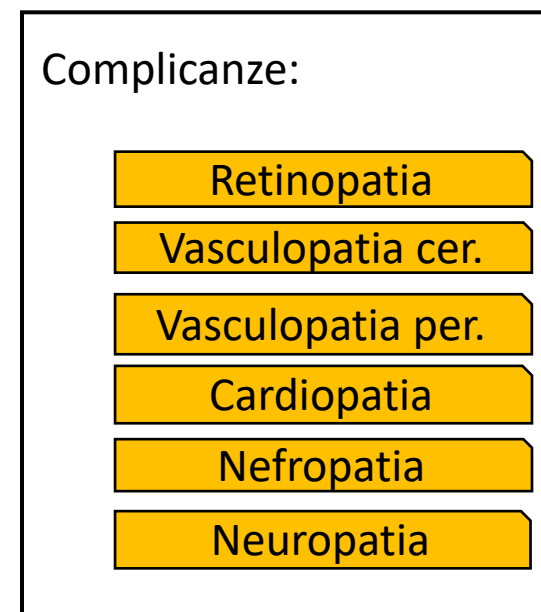 Complicanze:
Retinopatia
Vasculopatia cer.
Vasculopatia per.
Cardiopatia
Nefropatia
Neuropatia